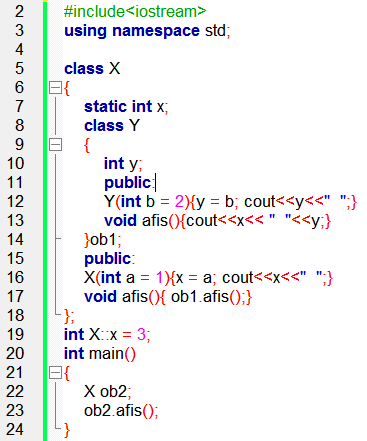 2 #include<iostream>
3 using namespace std;
4
5 class X
6 {
7 static int x;
8 class Y
9 {
10 int y;
11 public:
12 Y(int b = 2){y = b; cout<<y<<"  ";}
13 void afis(){cout<<x<< "  "<<y;}
14 }ob1;
15 public:
16 X(int a = 1){x = a; cout<<x<<"  ";}
17 void afis(){ ob1.afis();}
18 };
19 int X::x = 3;
20 int main()
21 {
22 X ob2;
23 ob2.afis();
24 }